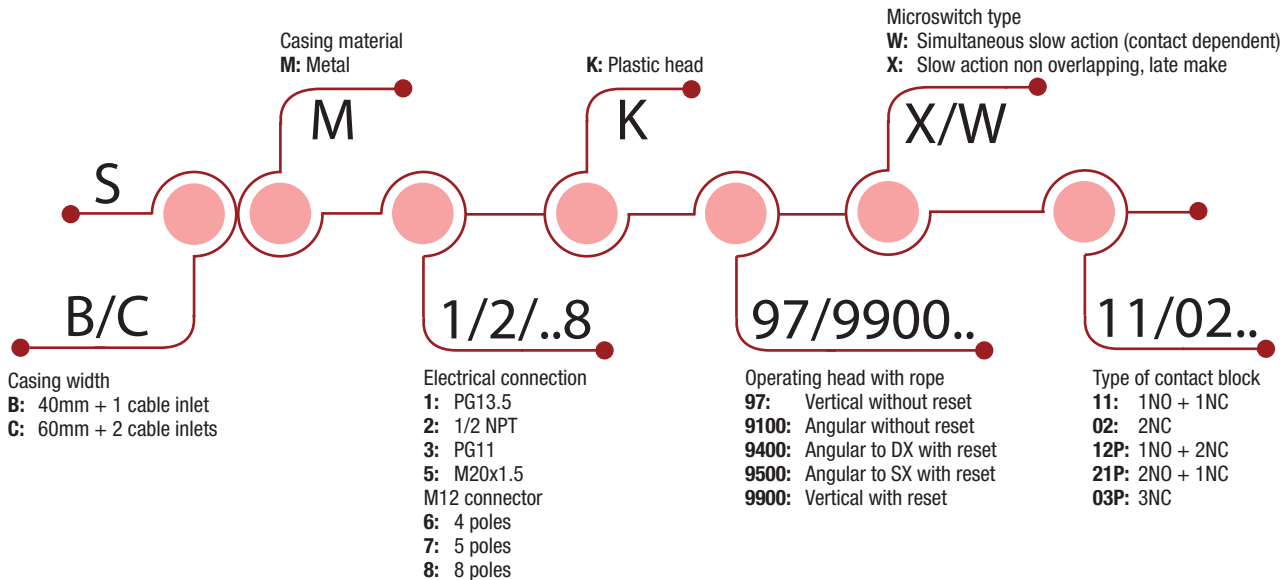 Casing material
M: Metal
K: Plastic head
Microswitch type
W: Simultaneous slow action (contact dependent)
X: Slow action non overlapping, late make
M
K
X/W
S
B/C
1/2/..8
97/9900..
11/02..
Casing width
B: 40mm + 1 cable inlet
C: 60mm + 2 cable inlets
Electrical connection
1: PG13.5
2: 1/2 NPT
3: PG11
5: M20x1.5
M12 connector
6: 4 poles
7: 5 poles
8: 8 poles
Operating head with rope
97: Vertical without reset
9100: Angular without reset
9400: Angular to DX with reset
9500: Angular to SX with reset
9900: Vertical with reset
Type of contact block
11: 1NO + 1NC
02: 2NC
12P: 1NO + 2NC
21P: 2NO + 1NC
03P: 3NC